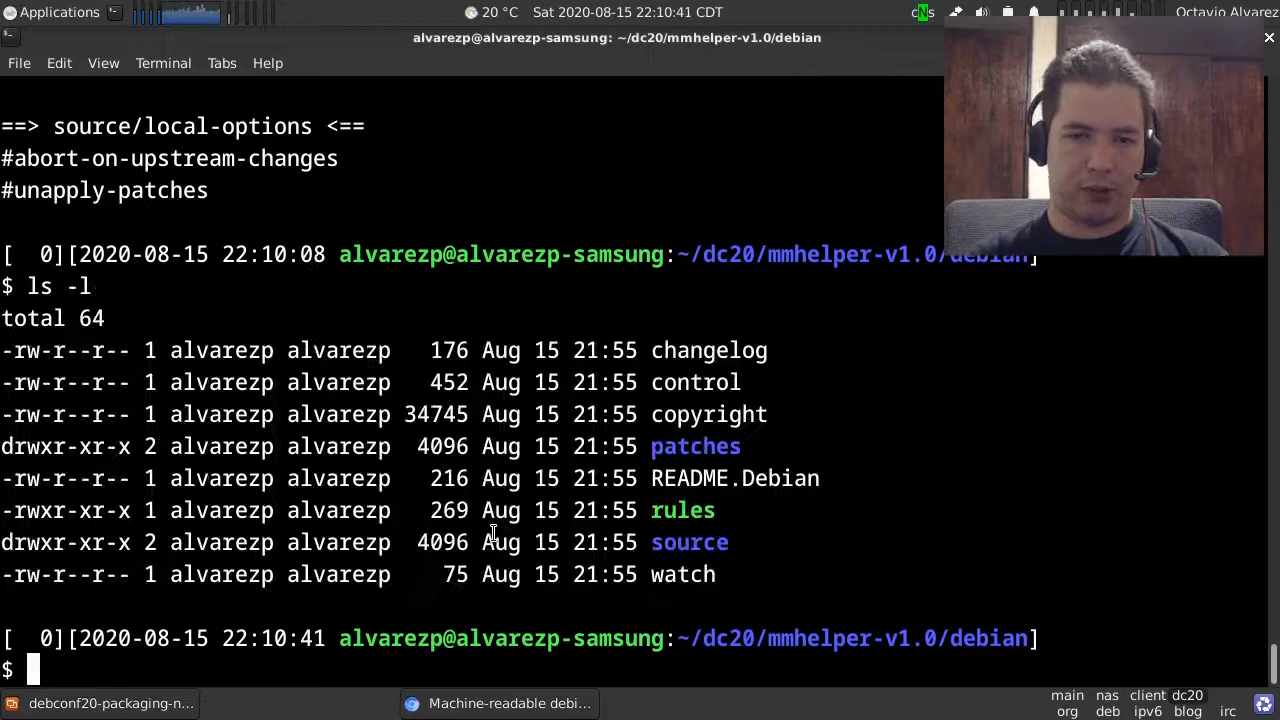 Applications 20 °C Sat 2020-08-15 22:10:41 CDT Octavio Alvarez
alvarezp@alvarezp-samsung: ~/dc20/mmhelper-v1.0/debian
File Edit View Terminal Tabs Help
==> source/local-options <==
#abort-on-upstream-changes
#unapply-patches
[  0][2020-08-15 22:10:08 alvarezp@alvarezp-samsung:~/dc20/mmhelper-v1.0/debian]
$ ls -l
total 64
-rw-r--r-- 1 alvarezp alvarezp   176 Aug 15 21:55 changelog
-rw-r--r-- 1 alvarezp alvarezp   452 Aug 15 21:55 control
-rw-r--r-- 1 alvarezp alvarezp 34745 Aug 15 21:55 copyright
drwxr-xr-x 2 alvarezp alvarezp  4096 Aug 15 21:55 patches
-rw-r--r-- 1 alvarezp alvarezp   216 Aug 15 21:55 README.Debian
-rwxr-xr-x 1 alvarezp alvarezp   269 Aug 15 21:55 rules
drwxr-xr-x 2 alvarezp alvarezp  4096 Aug 15 21:55 source
-rw-r--r-- 1 alvarezp alvarezp    75 Aug 15 21:55 watch
[  0][2020-08-15 22:10:41 alvarezp@alvarezp-samsung:~/dc20/mmhelper-v1.0/debian]
$
debconf20-packaging-n... Machine-readable debi... main nas client dc20
org deb ipv6 blog irc